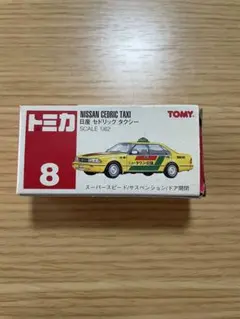 トミカ
8
NISSAN CEDRIC TAXI
日産 セドリック タクシー
SCALE 1/62
TOMY
スーパースピード/サスペンション/ドア開閉